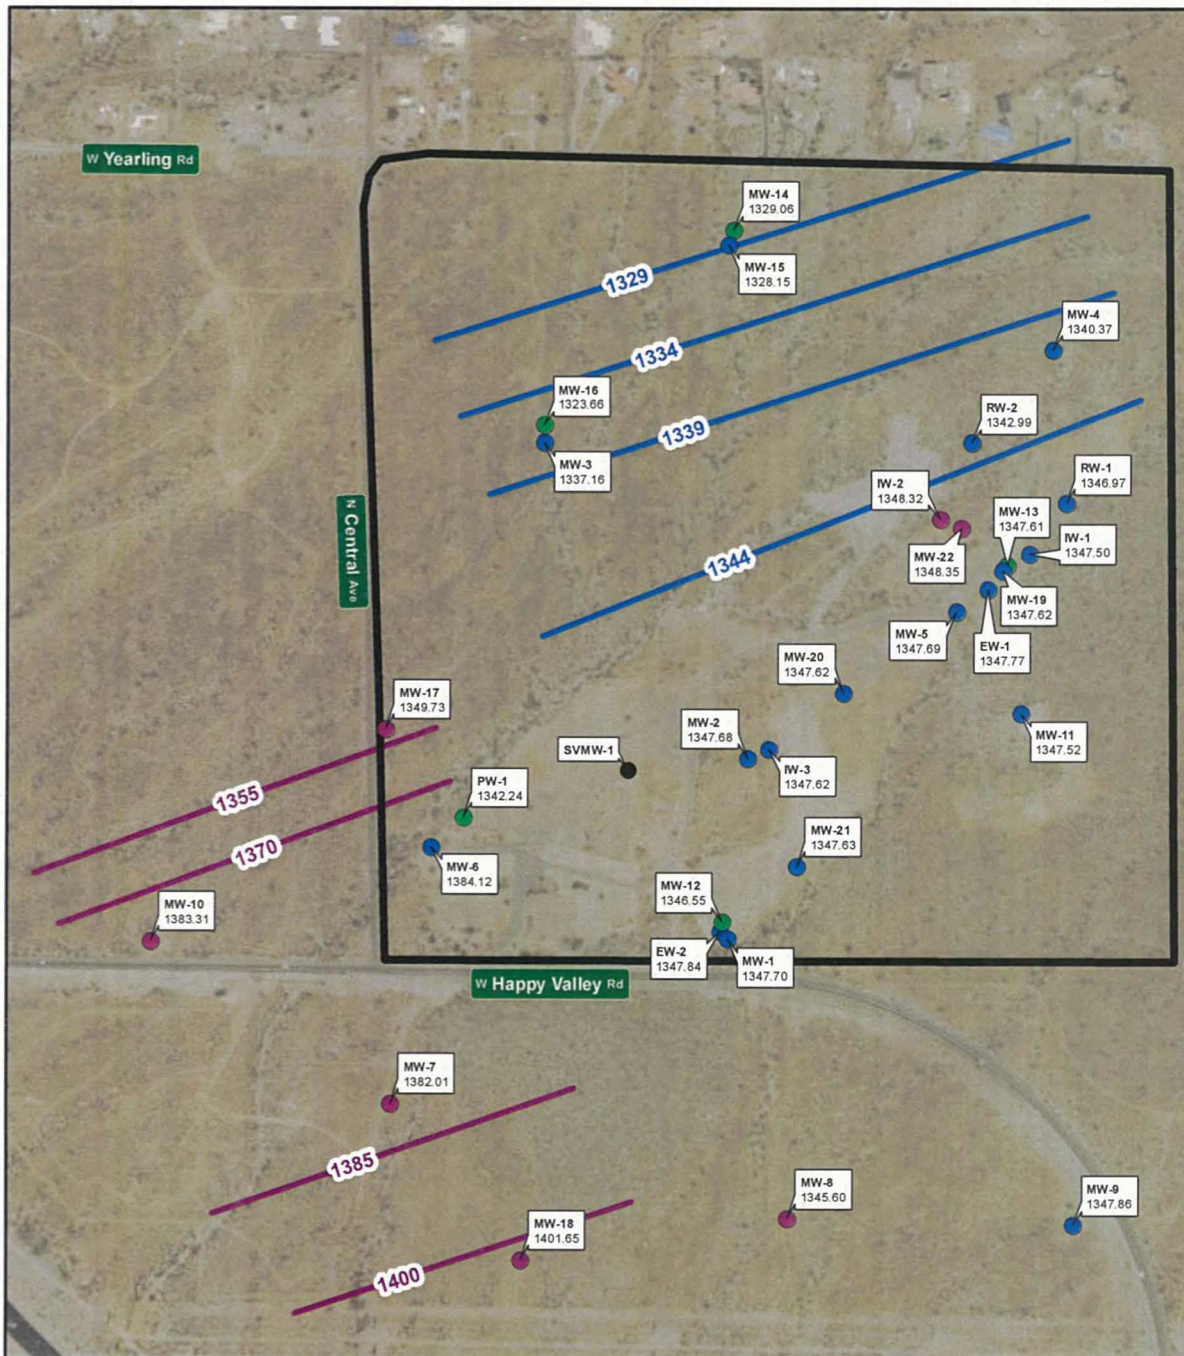 W Yearling Rd
MW-14
1329.06
1329
MW-15
1328.15
MW-4
1340.37
1334
MW-16
1323.66
RW-2
1342.99
1339
MW-3
1337.16
RW-1
1346.97
IW-2
1348.32
MW-13
1347.61
N Central Ave
IW-1
1347.50
1344
MW-22
1348.35
MW-19
1347.62
MW-5
1347.69
EW-1
1347.77
MW-20
1347.62
MW-17
1349.73
MW-2
1347.68
MW-11
1347.52
SVMW-1
IW-3
1347.62
1355
PW-1
1342.24
1370
MW-21
1347.63
MW-6
1384.12
MW-12
1346.55
MW-10
1383.31
EW-2
1347.84
MW-1
1347.70
W Happy Valley Rd
MW-7
1382.01
1385
MW-8
1345.60
MW-9
1347.86
MW-18
1401.65
1400